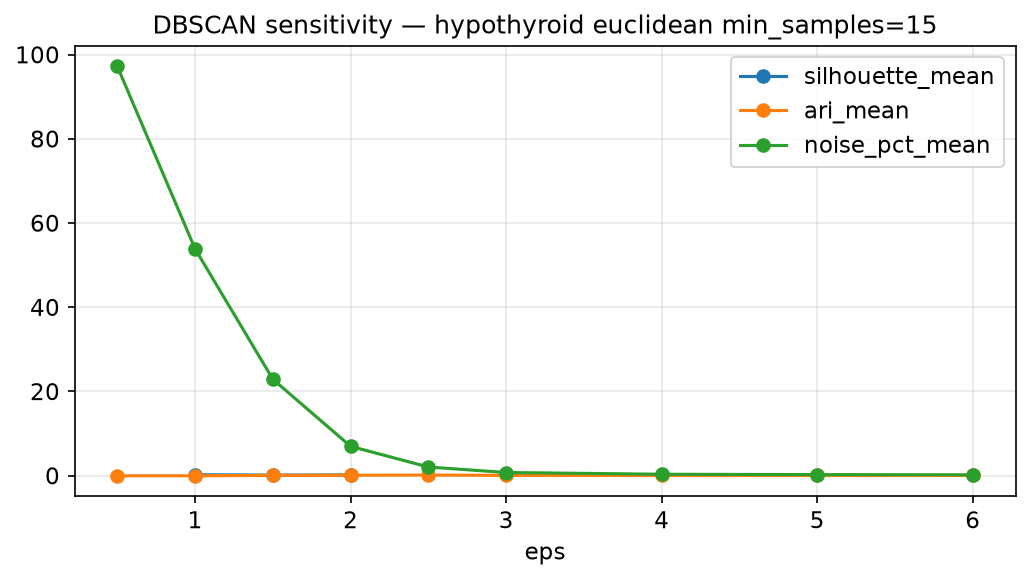 DBSCAN sensitivity — hypothyroid euclidean min_samples=15
100
80
60
40
20
0
silhouette_mean
ari_mean
noise_pct_mean
1 2 3 4 5 6
eps